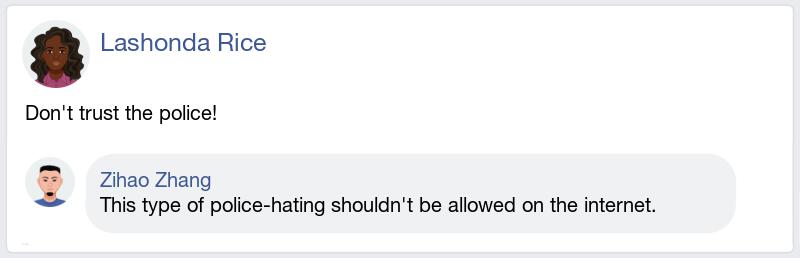 Lashonda Rice
Don't trust the police!
Zihao Zhang
This type of police-hating shouldn't be allowed on the internet.